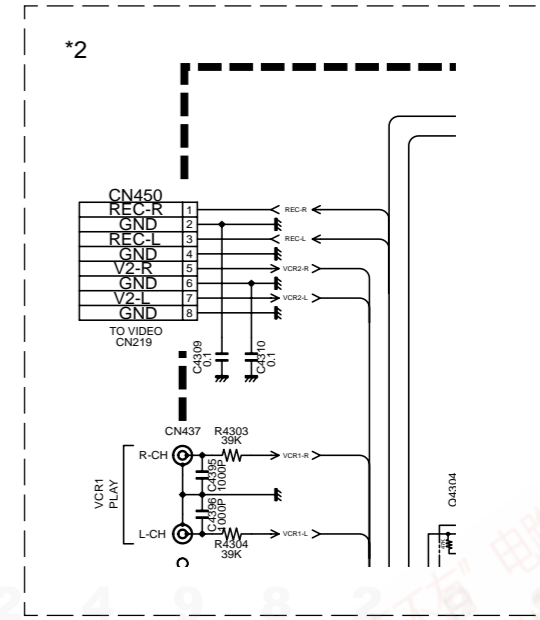 *2
CN450
REC-R 1 REC-R
GND 2
REC-L 3 REC-L
GND 4
V2-R 5 VCR2-R
GND 6
V2-L 7 VCR2-L
GND 8
TO VIDEO
CN219
C4309
0.1
C4310
0.1
CN437
R4303
39K
R-CH
VCR1-R
C4395
1000P
VCR1
PLAY
C4396
1000P
L-CH
VCR1-L
R4304
39K
Q4304